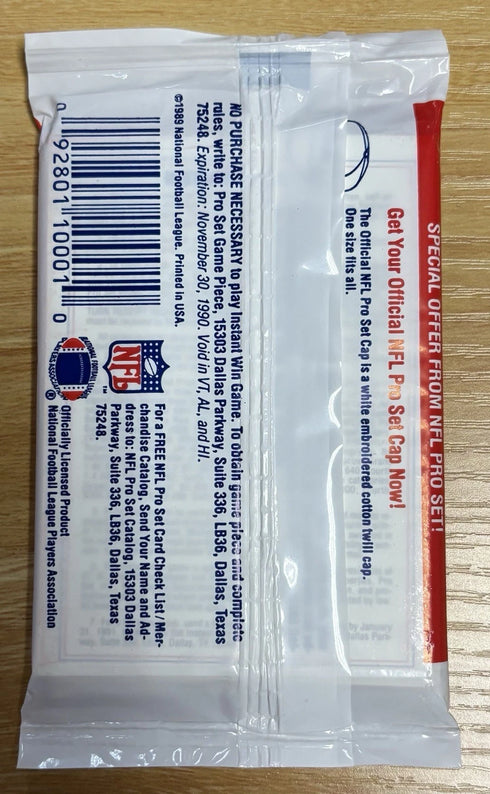 SPECIAL OFFER FROM NFL PRO SET!
Get Your Official NFL Pro Set Cap Now!
The Official NFL Pro Set Cap is a white embroidered cotton twill cap.
One size fits all.
NO PURCHASE NECESSARY to play Instant Win Game. To obtain game piece and complete
rules, write to: Pro Set Game Piece, 15303 Dallas Parkway, Suite 336, LB36, Dallas, Texas
75248. Expiration: November 30, 1990. Void in VT, AL, and HI.
©1989 National Football League. Printed in USA.
0 92801 10001 0
NFL
TM
For a FREE NFL Pro Set Card Check List / Mer-
chandise Catalog, Send Your Name and Ad-
dress to: NFL Pro Set Catalog, 15303 Dallas
Parkway, Suite 336, LB36, Dallas, Texas
75248.
®
Officially Licensed Product
National Football League Players Association